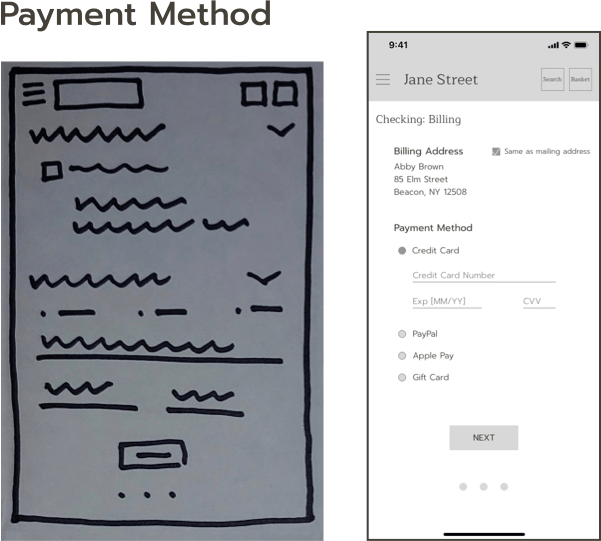 Payment Method
9:41
Jane Street
Search
Basket
Checking: Billing
Billing Address
Same as mailing address
Abby Brown
85 Elm Street
Beacon, NY 12508
Payment Method
Credit Card
Credit Card Number
Exp [MM/YY]
CVV
PayPal
Apple Pay
Gift Card
NEXT